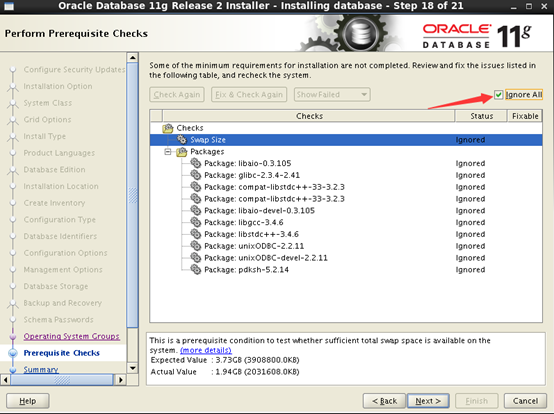 Oracle Database 11g Release 2 Installer - Installing database - Step 18 of 21
Perform Prerequisite Checks
ORACLE 11g
DATABASE
Configure Security Updates
Installation Option
System Class
Grid Options
Install Type
Product Languages
Database Edition
Installation Location
Create Inventory
Configuration Type
Database Identifiers
Configuration Options
Management Options
Database Storage
Backup and Recovery
Schema Passwords
Operating System Groups
Prerequisite Checks
Summary
Some of the minimum requirements for installation are not completed. Review and fix the issues listed in
the following table, and recheck the system.
Check Again Fix & Check Again Show Failed Ignore All
Checks Status Fixable
Checks
Swap Size Ignored
Packages
Package: libaio-0.3.105 Ignored
Package: glibc-2.3.4-2.41 Ignored
Package: compat-libstdc++-33-3.2.3 Ignored
Package: compat-libstdc++-33-3.2.3 Ignored
Package: libaio-devel-0.3.105 Ignored
Package: libgcc-3.4.6 Ignored
Package: libstdc++-3.4.6 Ignored
Package: unixODBC-2.2.11 Ignored
Package: unixODBC-devel-2.2.11 Ignored
Package: pdksh-5.2.14 Ignored
This is a prerequisite condition to test whether sufficient total swap space is available on the
system. (more details)
Expected Value : 3.73GB (3908800.0KB)
Actual Value : 1.94GB (2031608.0KB)
Help < Back Next > Finish Cancel